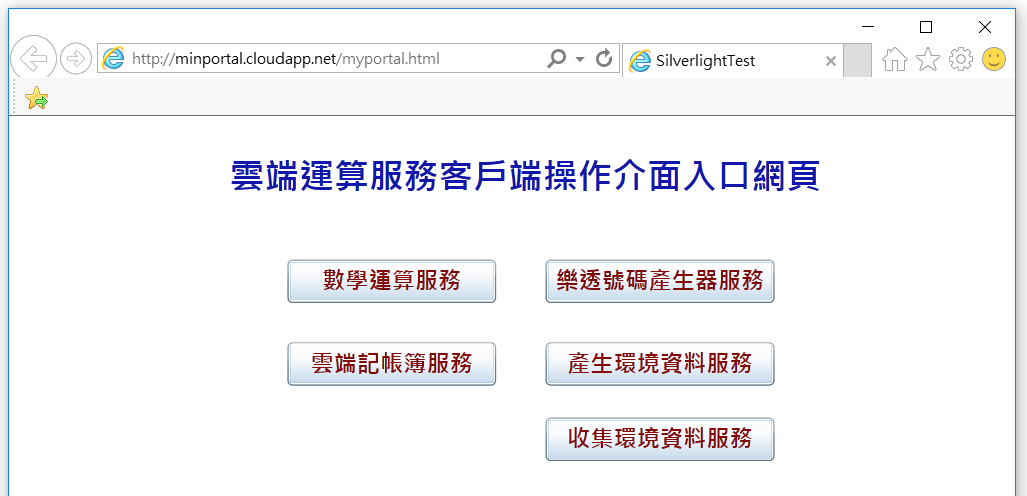 http://minportal.cloudapp.net/myportal.html
SilverlightTest
雲端運算服務客戶端操作介面入口網頁
數學運算服務
樂透號碼產生器服務
雲端記帳簿服務
產生環境資料服務
收集環境資料服務